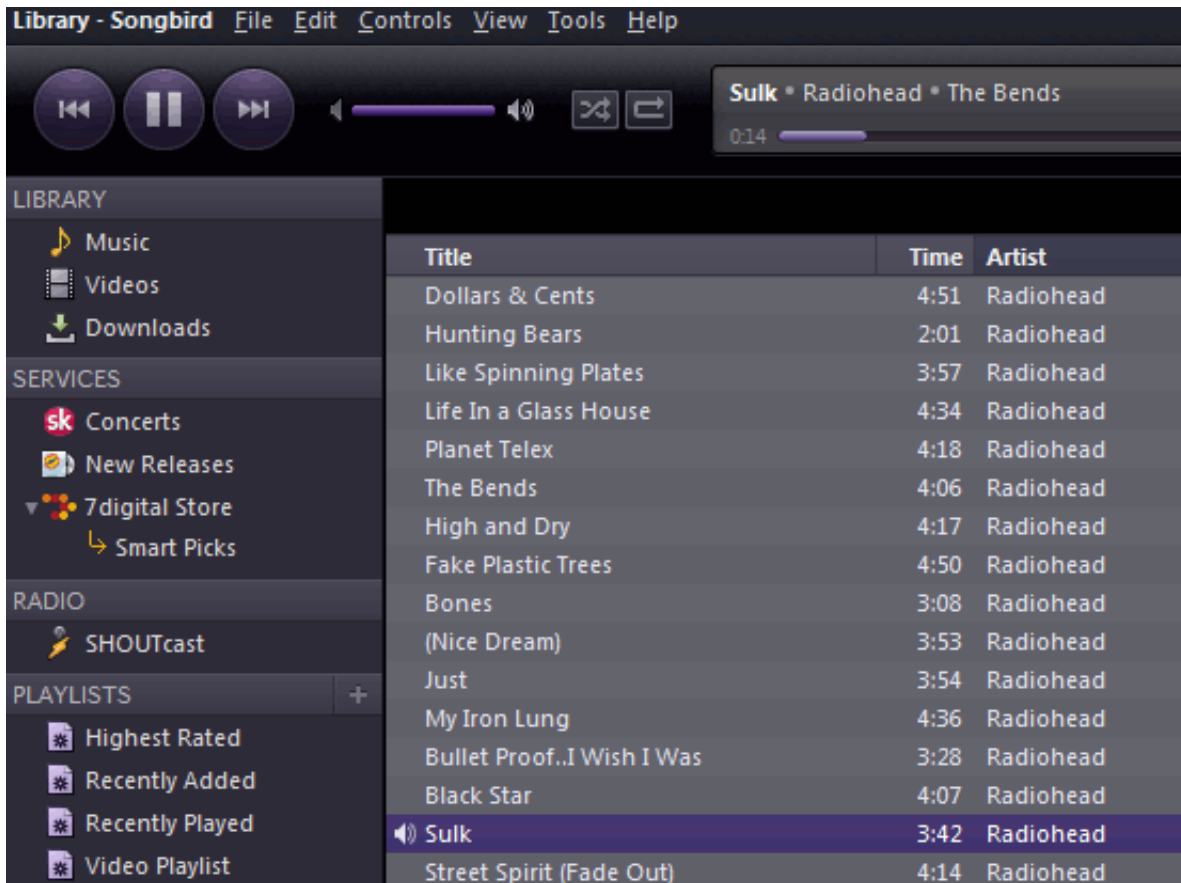 Library - Songbird File Edit Controls View Tools Help
Sulk • Radiohead • The Bends
0:14
LIBRARY
Music
Videos
Downloads
SERVICES
sk Concerts
New Releases
7digital Store
Smart Picks
RADIO
SHOUTcast
PLAYLISTS +
Highest Rated
Recently Added
Recently Played
Video Playlist
Title Time Artist
Dollars & Cents 4:51 Radiohead
Hunting Bears 2:01 Radiohead
Like Spinning Plates 3:57 Radiohead
Life In a Glass House 4:34 Radiohead
Planet Telex 4:18 Radiohead
The Bends 4:06 Radiohead
High and Dry 4:17 Radiohead
Fake Plastic Trees 4:50 Radiohead
Bones 3:08 Radiohead
(Nice Dream) 3:53 Radiohead
Just 3:54 Radiohead
My Iron Lung 4:36 Radiohead
Bullet Proof..I Wish I Was 3:28 Radiohead
Black Star 4:07 Radiohead
Sulk 3:42 Radiohead
Street Spirit (Fade Out) 4:14 Radiohead